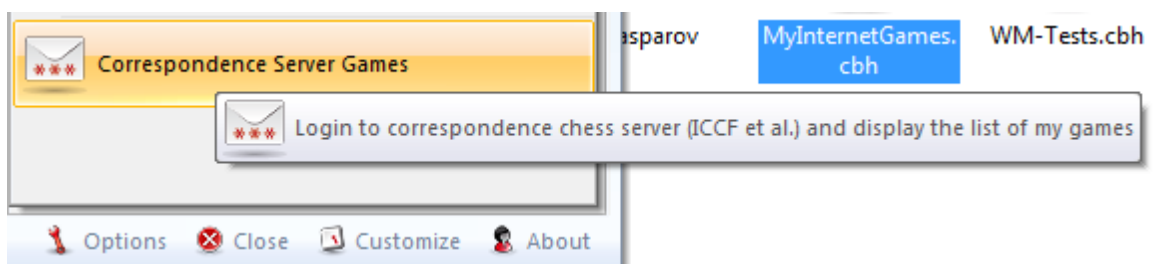 asparov
MyInternetGames.
cbh
WM-Tests.cbh
*** Correspondence Server Games
*** Login to correspondence chess server (ICCF et al.) and display the list of my games
Options
Close
Customize
About